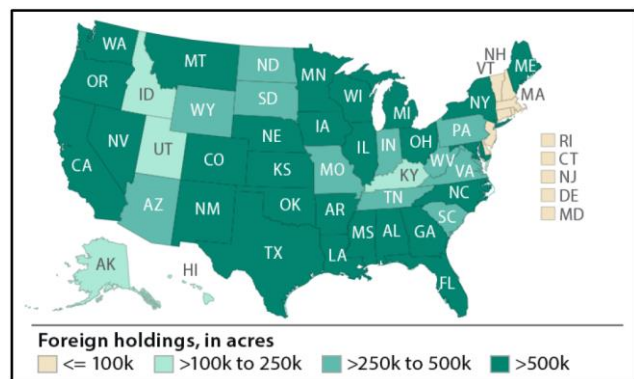 WA
MT
ND
MN
NH
VT
ME
OR
ID
WY
SD
WI
MI
NY
MA
NV
UT
CO
NE
IA
IL
IN
OH
PA
RI
CT
NJ
DE
MD
CA
AZ
NM
KS
MO
KY
WV
VA
OK
AR
TN
NC
SC
TX
LA
MS
AL
GA
FL
AK
HI
Foreign holdings, in acres
<= 100k >100k to 250k >250k to 500k >500k